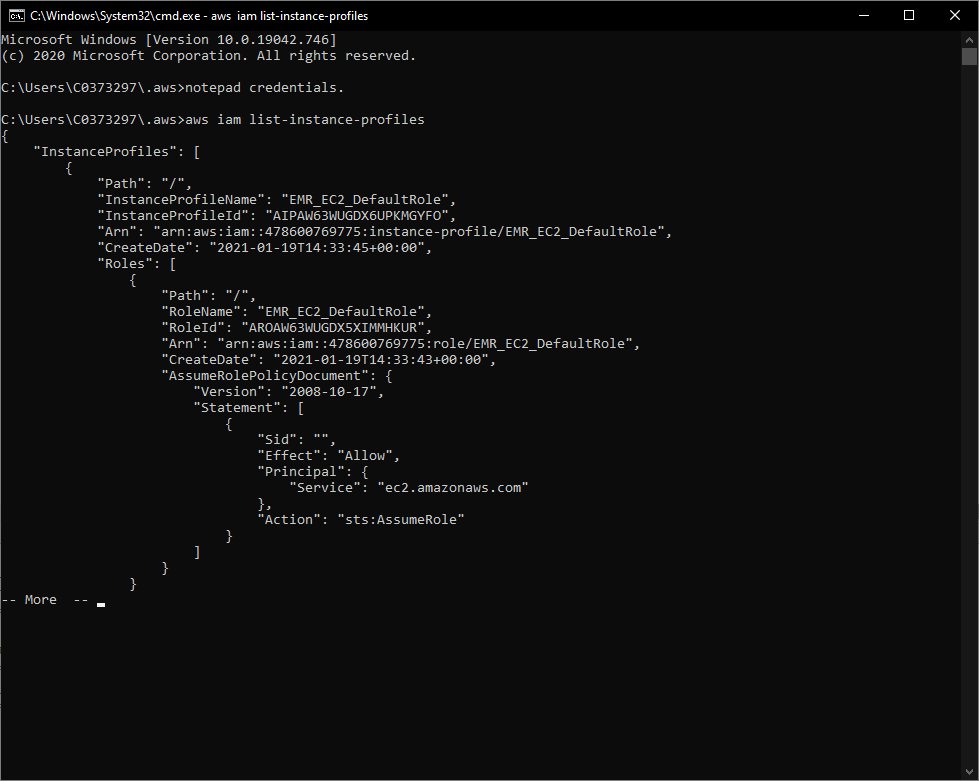 C:\Windows\System32\cmd.exe - aws  iam list-instance-profiles
Microsoft Windows [Version 10.0.19042.746]
(c) 2020 Microsoft Corporation. All rights reserved.

C:\Users\C0373297\.aws>notepad credentials.

C:\Users\C0373297\.aws>aws iam list-instance-profiles
{
    "InstanceProfiles": [
        {
            "Path": "/",
            "InstanceProfileName": "EMR_EC2_DefaultRole",
            "InstanceProfileId": "AIPAW63WUGDX6UPKMGYFO",
            "Arn": "arn:aws:iam::478600769775:instance-profile/EMR_EC2_DefaultRole",
            "CreateDate": "2021-01-19T14:33:45+00:00",
            "Roles": [
                {
                    "Path": "/",
                    "RoleName": "EMR_EC2_DefaultRole",
                    "RoleId": "AROAW63WUGDX5XIMMHKUR",
                    "Arn": "arn:aws:iam::478600769775:role/EMR_EC2_DefaultRole",
                    "CreateDate": "2021-01-19T14:33:43+00:00",
                    "AssumeRolePolicyDocument": {
                        "Version": "2008-10-17",
                        "Statement": [
                            {
                                "Sid": "",
                                "Effect": "Allow",
                                "Principal": {
                                    "Service": "ec2.amazonaws.com"
                                },
                                "Action": "sts:AssumeRole"
                            }
                        ]
                    }
                }
-- More  --